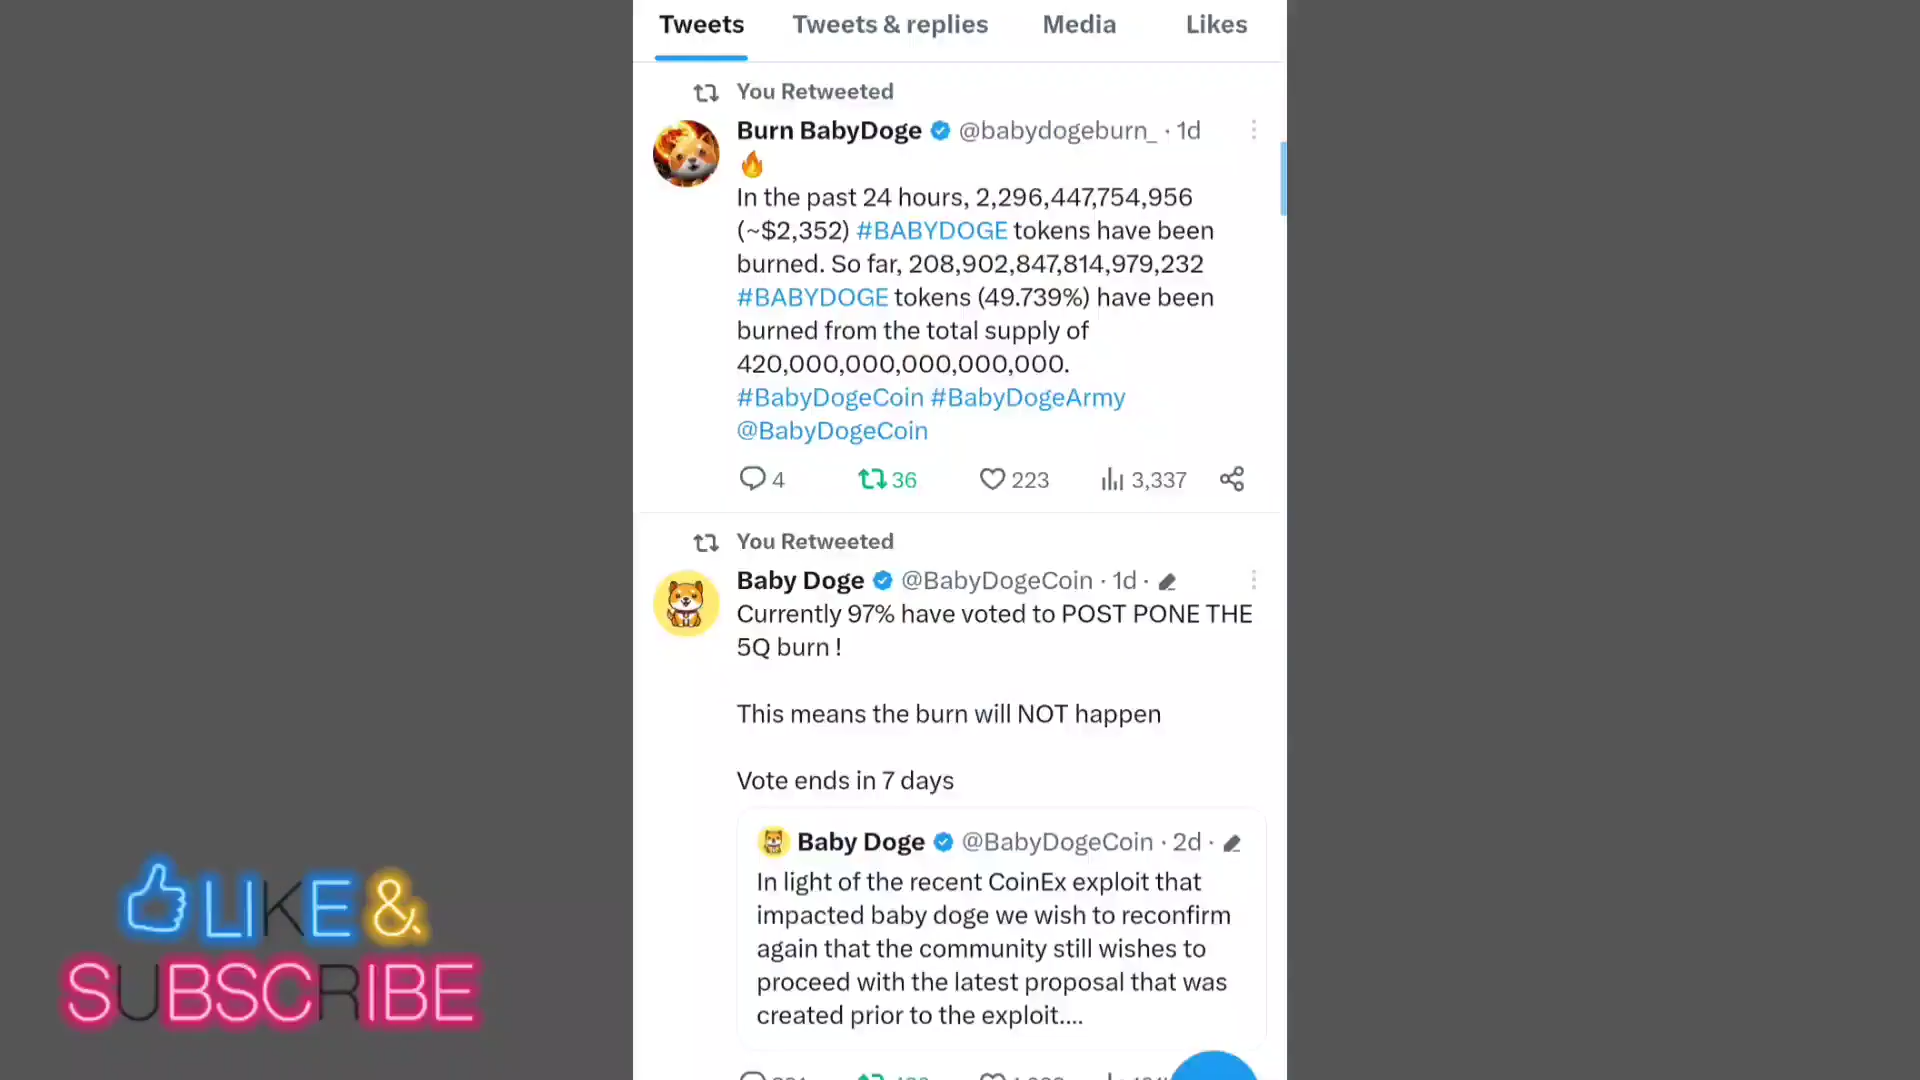 Tweets Tweets & replies Media Likes
You Retweeted
Burn BabyDoge @babydogeburn_ · 1d
🔥
In the past 24 hours, 2,296,447,754,956
(~$2,352) #BABYDOGE tokens have been
burned. So far, 208,902,847,814,979,232
#BABYDOGE tokens (49.739%) have been
burned from the total supply of
420,000,000,000,000,000.
#BabyDogeCoin #BabyDogeArmy
@BabyDogeCoin
4 36 223 3,337
You Retweeted
Baby Doge @BabyDogeCoin · 1d ·
Currently 97% have voted to POST PONE THE
5Q burn !
This means the burn will NOT happen
Vote ends in 7 days
Baby Doge @BabyDogeCoin · 2d ·
In light of the recent CoinEx exploit that
impacted baby doge we wish to reconfirm
again that the community still wishes to
proceed with the latest proposal that was
created prior to the exploit....
LIKE &
SUBSCRIBE